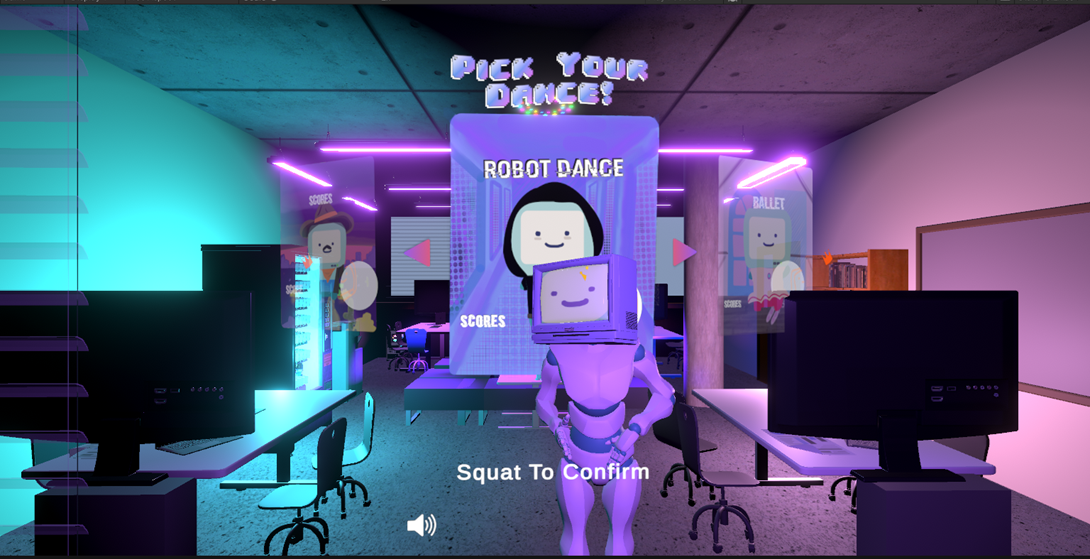 PICK YOUR
DANCE!
ROBOT DANCE
SCORES
SCORES
BALLET
SCORES
Squat To Confirm